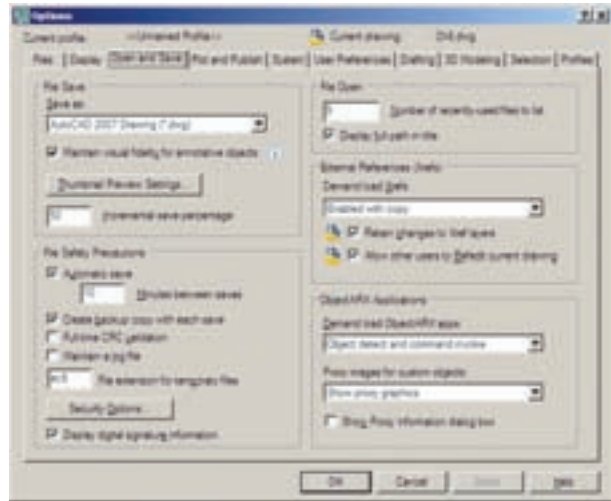 Options
Current profile: <<Unnamed Profile>> Current drawing:
Files Display Open and Save Plot and Publish System User Preferences Drafting 3D Modeling Selection Profiles
File Save
Save as:
AutoCAD 2007 Drawing (*.dwg)
Maintain visual fidelity for annotative objects
Thumbnail Preview Settings...
Incremental save percentage
File Safety Precautions
Automatic save
Minutes between saves
Create backup copy with each save
Full-time CRC validation
Maintain a log file
File extension for temporary files
Security Options...
Display digital signature information
File Open
Number of recently-used files to list
Display full path in title
External References (Xrefs)
Demand load Xrefs:
Enabled with copy
Retain changes to Xref layers
Allow other users to Refedit current drawing
ObjectARX Applications
Demand load ObjectARX apps:
Object detect and command invoke
Proxy images for custom objects:
Show proxy graphics
Show Proxy Information dialog box
OK Cancel Apply Help